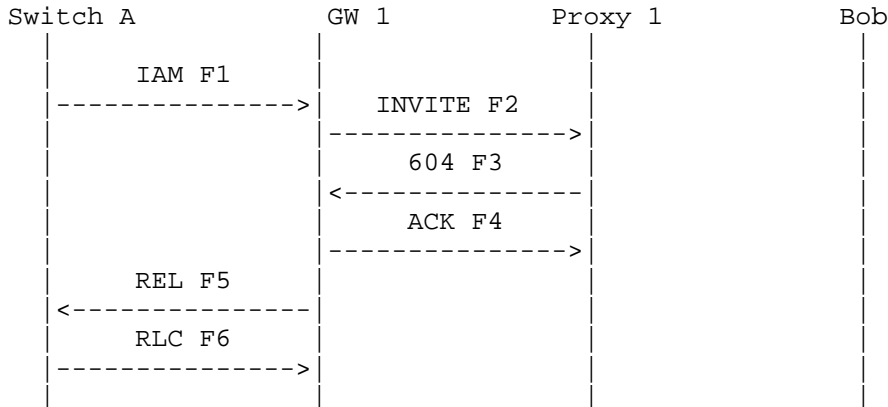 Switch A GW 1 Proxy 1 Bob
IAM F1
INVITE F2
604 F3
ACK F4
REL F5
RLC F6